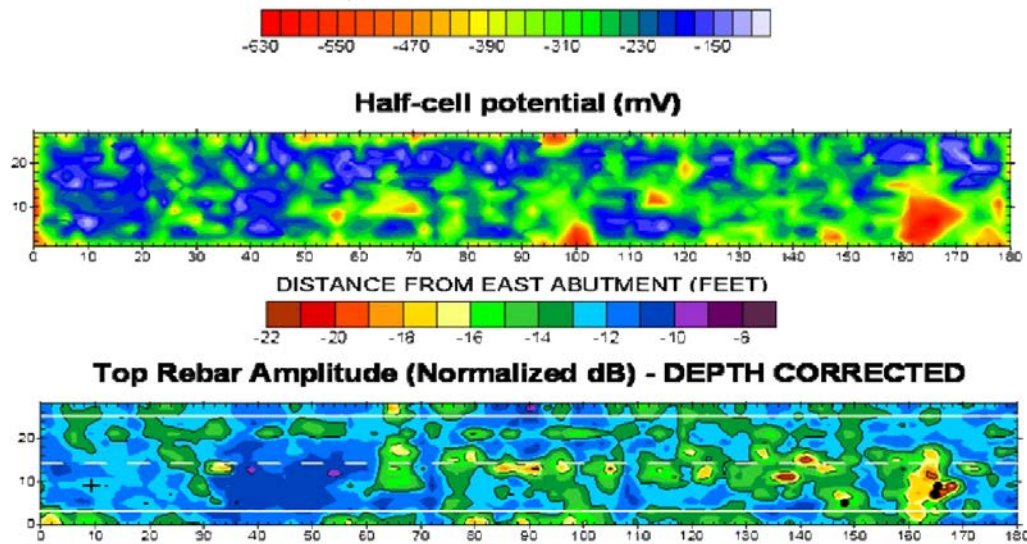 -630 -550 -470 -390 -310 -230 -150
Half-cell potential (mV)
20
10
0 10 20 30 40 50 60 70 80 90 100 110 120 130 140 150 160 170 180
DISTANCE FROM EAST ABUTMENT (FEET)
-22 -20 -18 -16 -14 -12 -10 -8
Top Rebar Amplitude (Normalized dB) - DEPTH CORRECTED
20
10
0
0 10 20 30 40 50 60 70 80 90 100 110 120 130 140 150 160 170 180